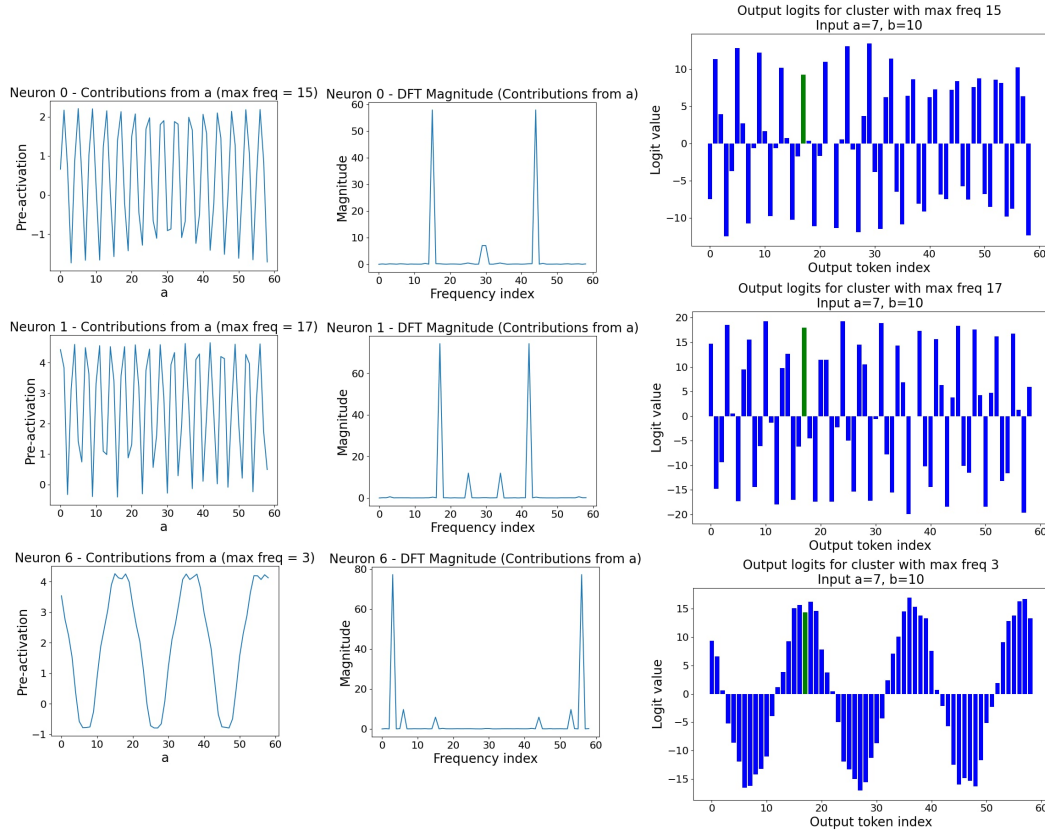 Neuron 0 - Contributions from a (max freq = 15)
2
1
0
−1
0 10 20 30 40 50 60
Pre-activation
a
Neuron 0 - DFT Magnitude (Contributions from a)
60
50
40
30
20
10
0
0 10 20 30 40 50 60
Magnitude
Frequency index
Output logits for cluster with max freq 15
Input a=7, b=10
10
5
0
−5
−10
0 10 20 30 40 50 60
Logit value
Output token index
Neuron 1 - Contributions from a (max freq = 17)
4
3
2
1
0
0 10 20 30 40 50 60
Pre-activation
a
Neuron 1 - DFT Magnitude (Contributions from a)
60
40
20
0
0 10 20 30 40 50 60
Magnitude
Frequency index
Output logits for cluster with max freq 17
Input a=7, b=10
20
15
10
5
0
−5
−10
−15
−20
0 10 20 30 40 50 60
Logit value
Output token index
Neuron 6 - Contributions from a (max freq = 3)
4
3
2
1
0
−1
0 10 20 30 40 50 60
Pre-activation
a
Neuron 6 - DFT Magnitude (Contributions from a)
80
60
40
20
0
0 10 20 30 40 50 60
Magnitude
Frequency index
Output logits for cluster with max freq 3
Input a=7, b=10
15
10
5
0
−5
−10
−15
0 10 20 30 40 50 60
Logit value
Output token index